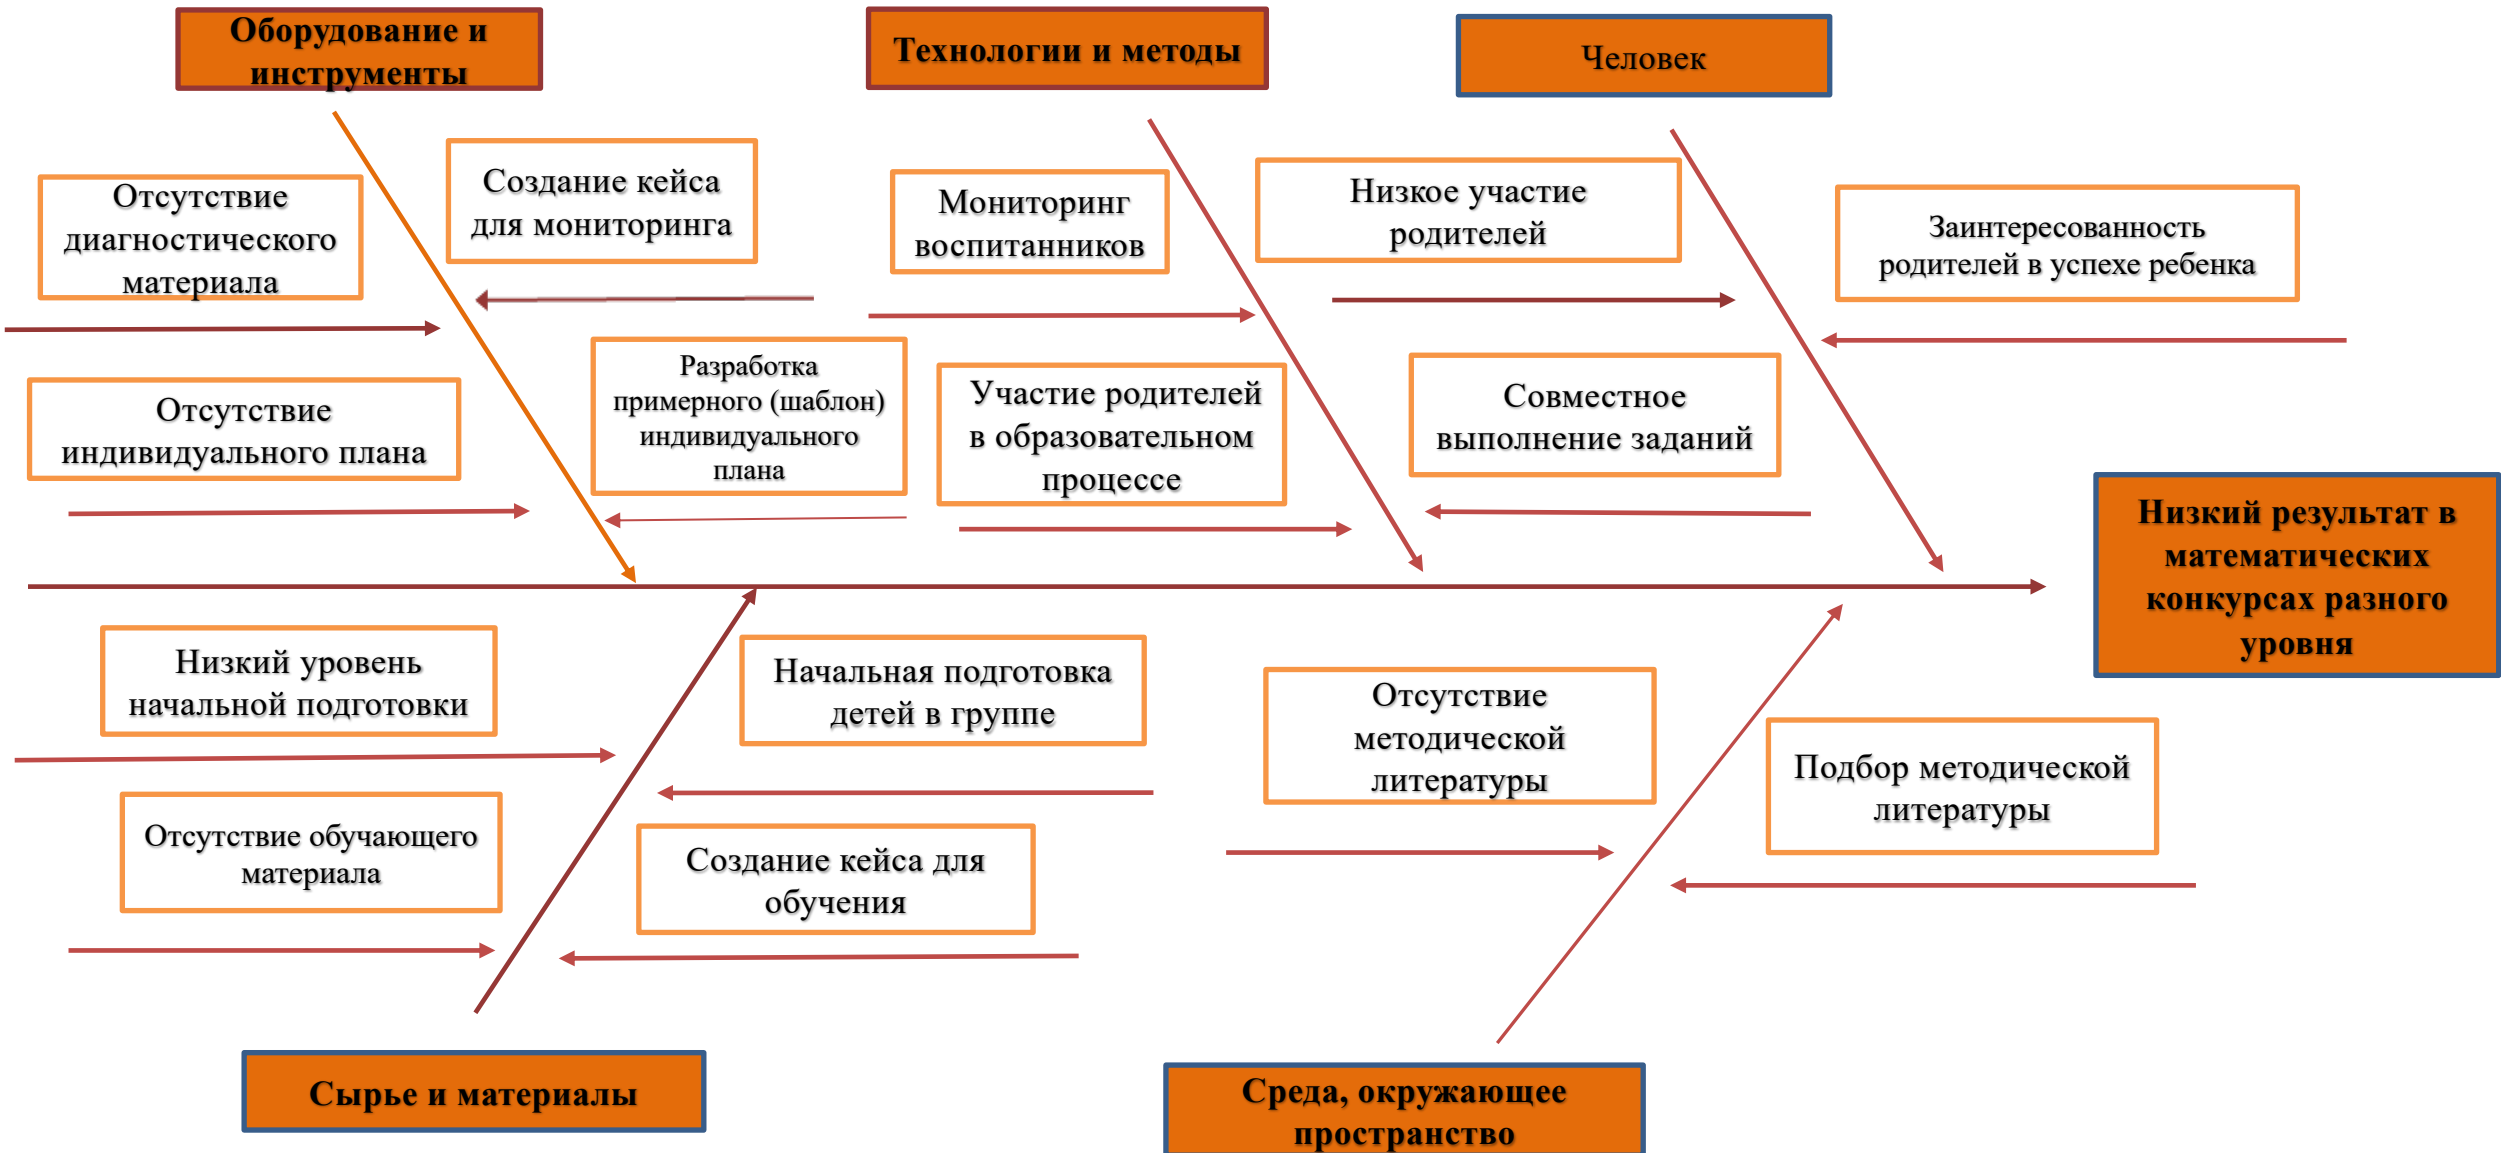 Оборудование и
инструменты
Технологии и методы
Человек
Отсутствие
диагностического
материала
Создание кейса
для мониторинга
Мониторинг
воспитанников
Низкое участие
родителей
Заинтересованность
родителей в успехе ребенка
Отсутствие
индивидуального плана
Разработка
примерного (шаблон)
индивидуального
плана
Участие родителей
в образовательном
процессе
Совместное
выполнение заданий
Низкий результат в
математических
конкурсах разного
уровня
Низкий уровень
начальной подготовки
Начальная подготовка
детей в группе
Отсутствие
методической
литературы
Подбор методической
литературы
Отсутствие обучающего
материала
Создание кейса для
обучения
Сырье и материалы
Среда, окружающее
пространство